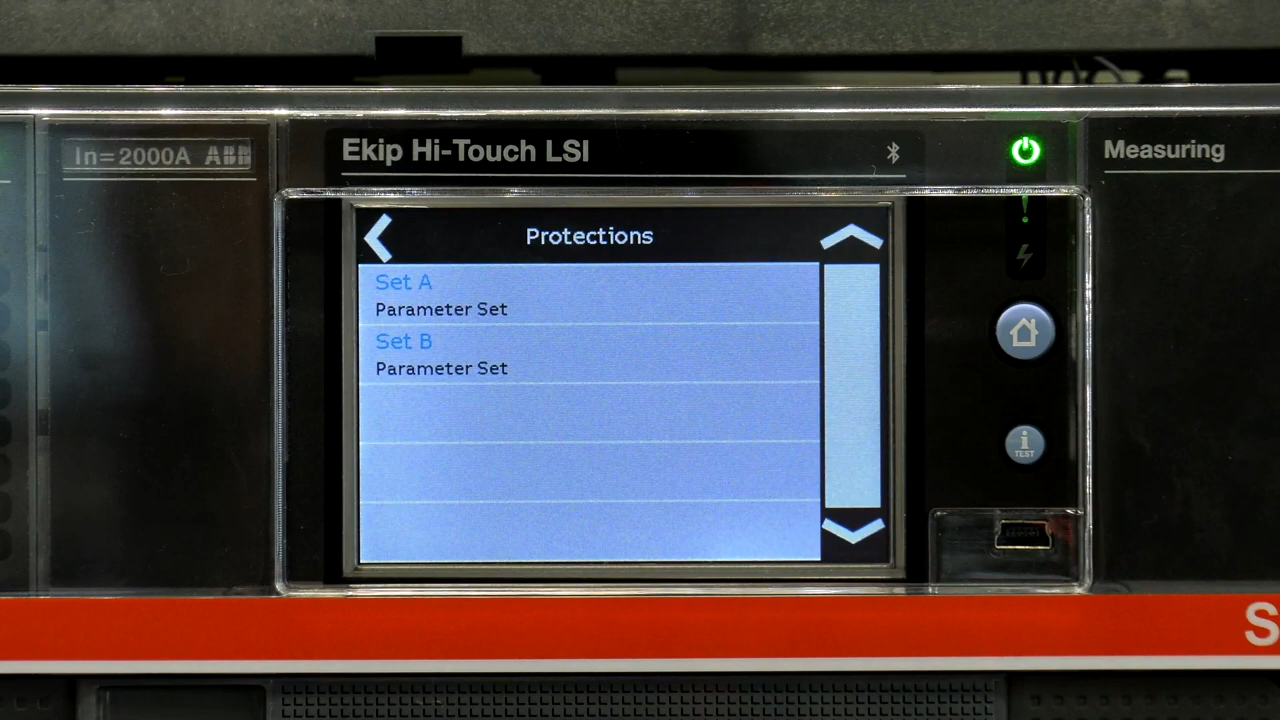 In=2000A ABB
Ekip Hi-Touch LSI
Measuring
Protections
Set A
Parameter Set
Set B
Parameter Set
i
TEST
S